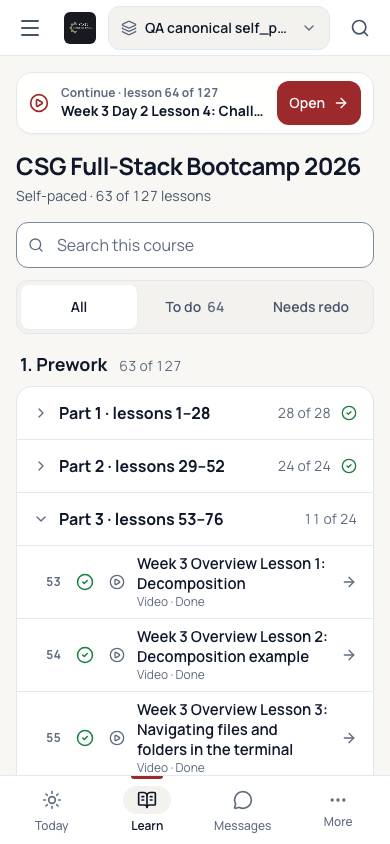 QA canonical self_p...
Continue · lesson 64 of 127
Week 3 Day 2 Lesson 4: Chall...
Open
CSG Full-Stack Bootcamp 2026
Self-paced · 63 of 127 lessons
Search this course
All
To do 64
Needs redo
1. Prework 63 of 127
Part 1 · lessons 1–28 28 of 28
Part 2 · lessons 29–52 24 of 24
Part 3 · lessons 53–76 11 of 24
53
Week 3 Overview Lesson 1:
Decomposition
Video · Done
54
Week 3 Overview Lesson 2:
Decomposition example
Video · Done
55
Week 3 Overview Lesson 3:
Navigating files and
folders in the terminal
Video · Done
Today
Learn
Messages
More